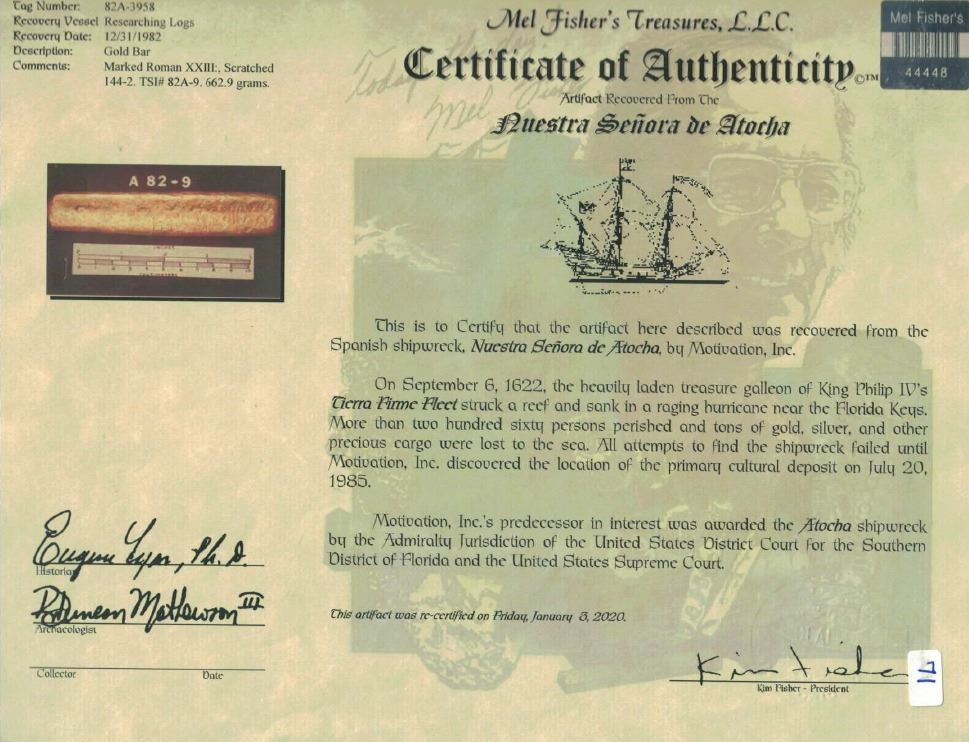 Tag Number: 82A-3958
Recovery Vessel Researching Logs
Recovery Date: 12/31/1982
Description: Gold Bar
Comments: Marked Roman XXIII:, Scratched
144-2. TSI# 82A-9. 662.9 grams.
Mel Fisher's Treasures, L.L.C.
Certificate of Authenticity ©™
Artifact Recovered From The
Nuestra Señora de Atocha
Mel Fisher's
44448
Today
Mel
A 82-9
INCHES
CENTIMETERS
This is to Certify that the artifact here described was recovered from the
Spanish shipwreck, Nuestra Señora de Atocha, by Motivation, Inc.
On September 6, 1622, the heavily laden treasure galleon of King Philip IV's
Tierra Firme Fleet struck a reef and sank in a raging hurricane near the Florida Keys.
More than two hundred sixty persons perished and tons of gold, silver, and other
precious cargo were lost to the sea. All attempts to find the shipwreck failed until
Motivation, Inc. discovered the location of the primary cultural deposit on July 20,
1985.
Motivation, Inc.'s predecessor in interest was awarded the Atocha shipwreck
by the Admiralty Jurisdiction of the United States District Court for the Southern
District of Florida and the United States Supreme Court.
This artifact was re-certified on Friday, January 3, 2020.
Eugene Lyon, Ph.D.
Historian
R Duncan Mathewson III
Archaeologist
Collector Date
Kim Fisher
Kim Fisher - President
17